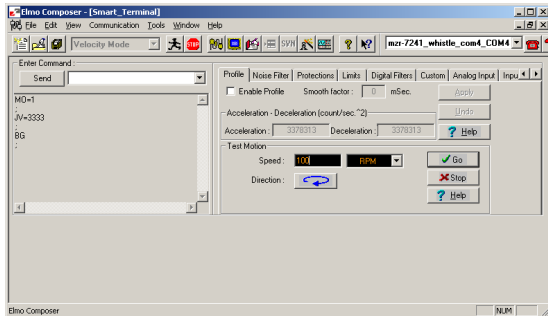 Elmo Composer - [Smart_Terminal]
File Edit View Communication Tools Window Help
Velocity Mode STOP SVM mzr-7241_whistle_com4_COM4
Enter Command:
Send
MO=1
;
JV=3333
;
BG
;
Profile Noise Filter Protections Limits Digital Filters Custom Analog Input Inpu
Enable Profile Smooth factor: 0 mSec. Apply
Acceleration - Deceleration (count/sec.^2) Undo
Acceleration: 3378313 Deceleration: 3378313 Help
Test Motion
Speed: 100 RPM Go
Direction: Stop
Help
Elmo Composer NUM